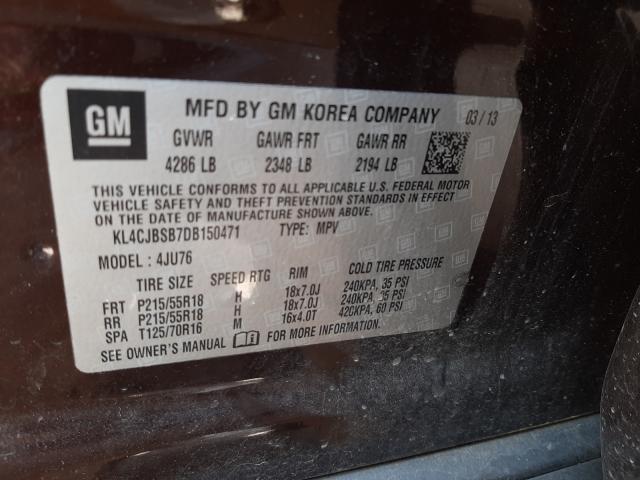 GM MFD BY GM KOREA COMPANY 03/13
GVWR GAWR FRT GAWR RR
4286 LB 2348 LB 2194 LB
THIS VEHICLE CONFORMS TO ALL APPLICABLE U.S. FEDERAL MOTOR
VEHICLE SAFETY AND THEFT PREVENTION STANDARDS IN EFFECT
ON THE DATE OF MANUFACTURE SHOWN ABOVE.
KL4CJBSB7DB150471 TYPE: MPV
MODEL : 4JU76
TIRE SIZE SPEED RTG RIM COLD TIRE PRESSURE
FRT P215/55R18 H 18x7.0J 240KPA, 35 PSI
RR P215/55R18 H 18x7.0J 240KPA, 35 PSI
SPA T125/70R16 M 16x4.0T 420KPA, 60 PSI
SEE OWNER'S MANUAL FOR MORE INFORMATION.